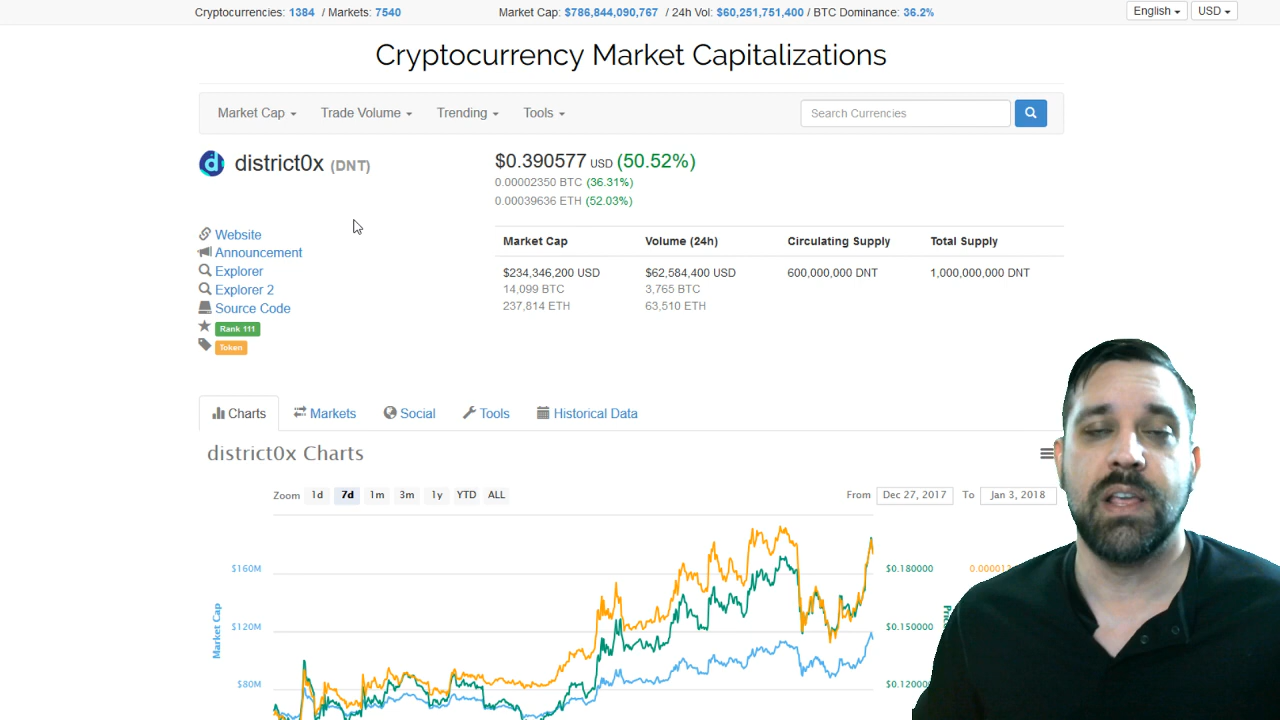 Cryptocurrencies: 1384 / Markets: 7540 Market Cap: $786,844,090,767 / 24h Vol: $60,251,751,400 / BTC Dominance: 36.2% English USD
Cryptocurrency Market Capitalizations
Market Cap Trade Volume Trending Tools Search Currencies
district0x (DNT) $0.390577 USD (50.52%)
0.00002350 BTC (36.31%)
0.00039636 ETH (52.03%)
Website
Announcement
Explorer
Explorer 2
Source Code
Rank 111
Token
Market Cap Volume (24h) Circulating Supply Total Supply
$234,346,200 USD $62,584,400 USD 600,000,000 DNT 1,000,000,000 DNT
14,099 BTC 3,765 BTC
237,814 ETH 63,510 ETH
Charts Markets Social Tools Historical Data
district0x Charts
Zoom 1d 7d 1m 3m 1y YTD ALL From Dec 27, 2017 To Jan 3, 2018
$160M $0.180000
$120M $0.150000
$80M $0.120000
Market Cap